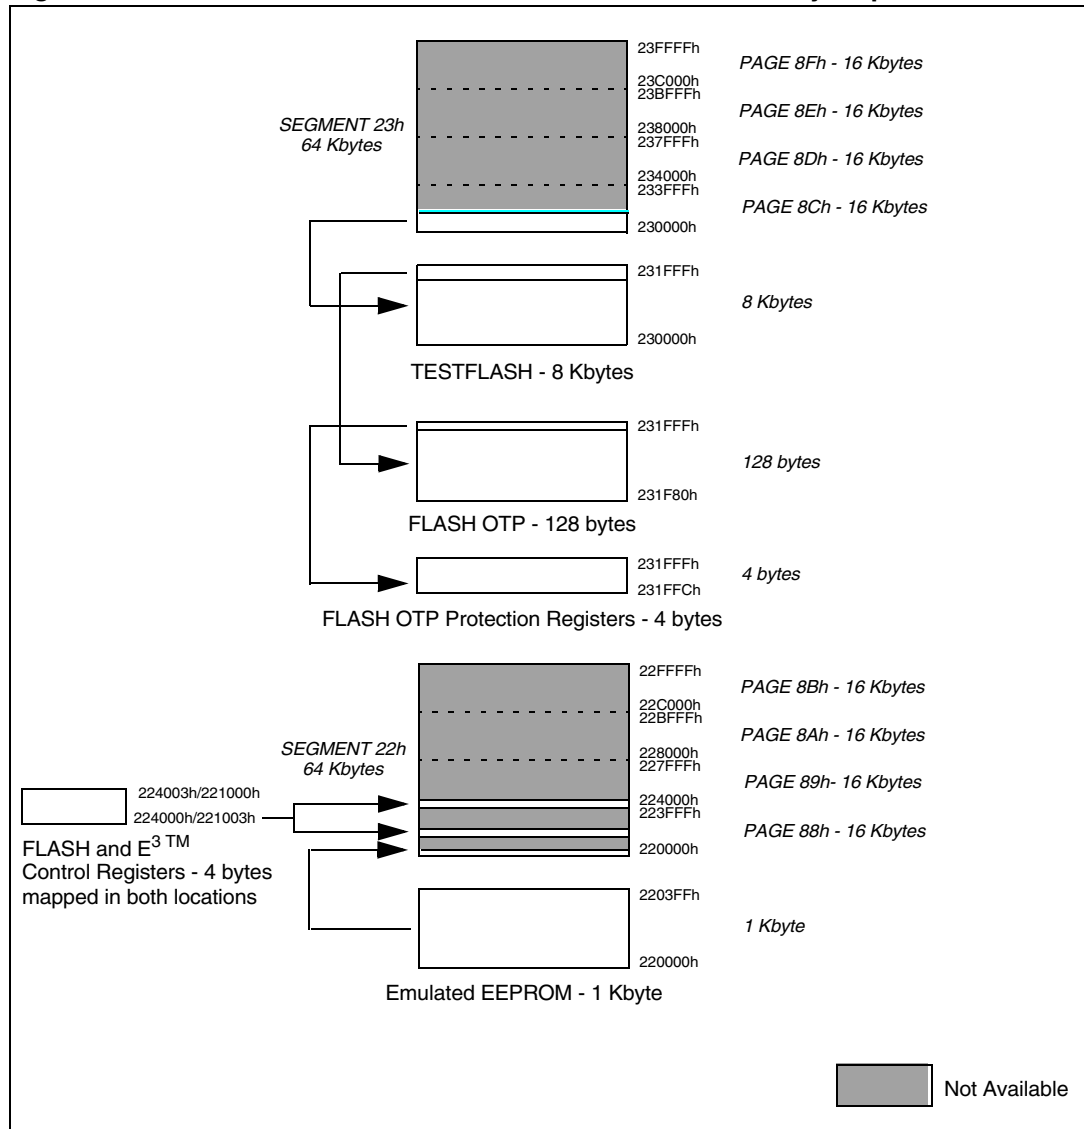 23FFFFh
PAGE 8Fh - 16 Kbytes
23C000h
23BFFFh
PAGE 8Eh - 16 Kbytes
SEGMENT 23h
64 Kbytes
238000h
237FFFh
PAGE 8Dh - 16 Kbytes
234000h
233FFFh
PAGE 8Ch - 16 Kbytes
230000h
231FFFh
8 Kbytes
230000h
TESTFLASH - 8 Kbytes
231FFFh
128 bytes
231F80h
FLASH OTP - 128 bytes
231FFFh
4 bytes
231FFCh
FLASH OTP Protection Registers - 4 bytes
22FFFFh
PAGE 8Bh - 16 Kbytes
22C000h
22BFFFh
PAGE 8Ah - 16 Kbytes
SEGMENT 22h
64 Kbytes
228000h
227FFFh
PAGE 89h- 16 Kbytes
224003h/221000h
224000h
223FFFh
224000h/221003h
PAGE 88h - 16 Kbytes
220000h
FLASH and E3 TM
Control Registers - 4 bytes
mapped in both locations
2203FFh
1 Kbyte
220000h
Emulated EEPROM - 1 Kbyte
Not Available